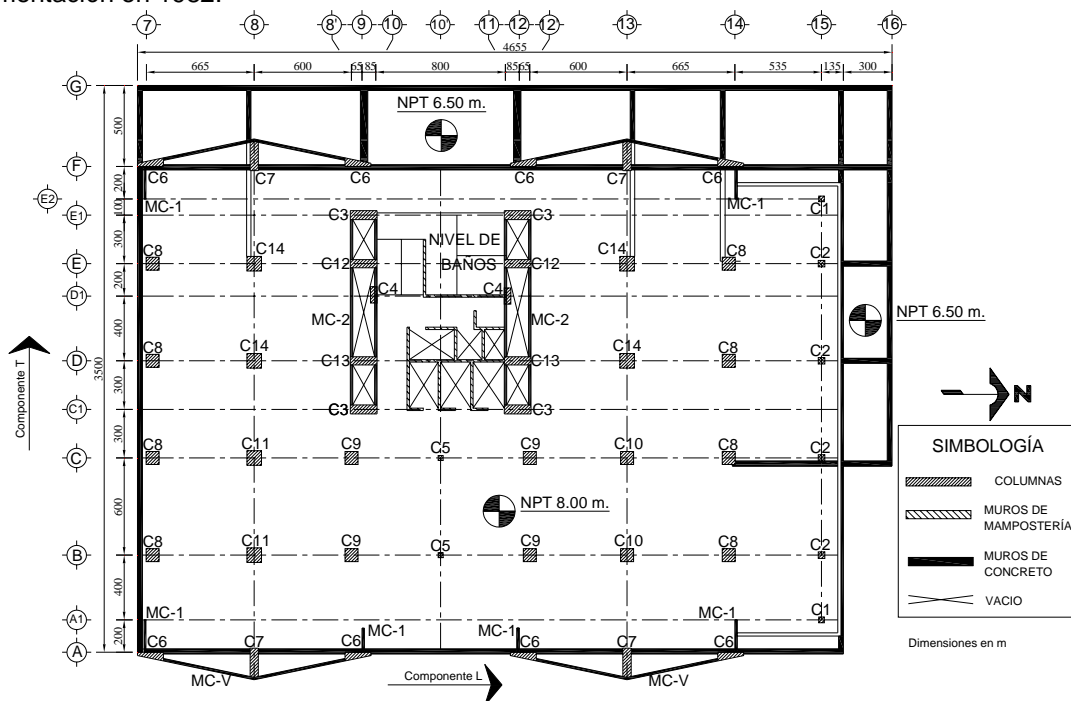 mentación en 1982.
7 8 8' 9 10 10' 11 12 12' 13 14 15 16
4655
665 600 65 85 800 85 65 600 665 535 135 300
G
NPT 6.50 m.
500
F
C6 C7 C6 C6 C7 C6
200
E2
MC-1 MC-1 C1
100
E1
C3 C3
300
NIVEL DE
BAÑOS
C8 C14 C14 C8 C2
E
C12 C12
200
C4 C4
D1
MC-2 MC-2
NPT 6.50 m.
400
3500
Componente T
C8 C14 C13 C13 C14 C8 C2
D
300
N
C1
C3 C3
300
C8 C11 C9 C5 C9 C10 C8 C2
C
SIMBOLOGÍA
COLUMNAS
MUROS DE
MAMPOSTERÍA
MUROS DE
CONCRETO
VACIO
600
NPT 8.00 m.
C8 C11 C9 C5 C9 C10 C8 C2
B
400
A1
MC-1 MC-1 MC-1 MC-1 C1
200
C6 C7 C6 C6 C7 C6
A
Dimensiones en m
MC-V Componente L MC-V